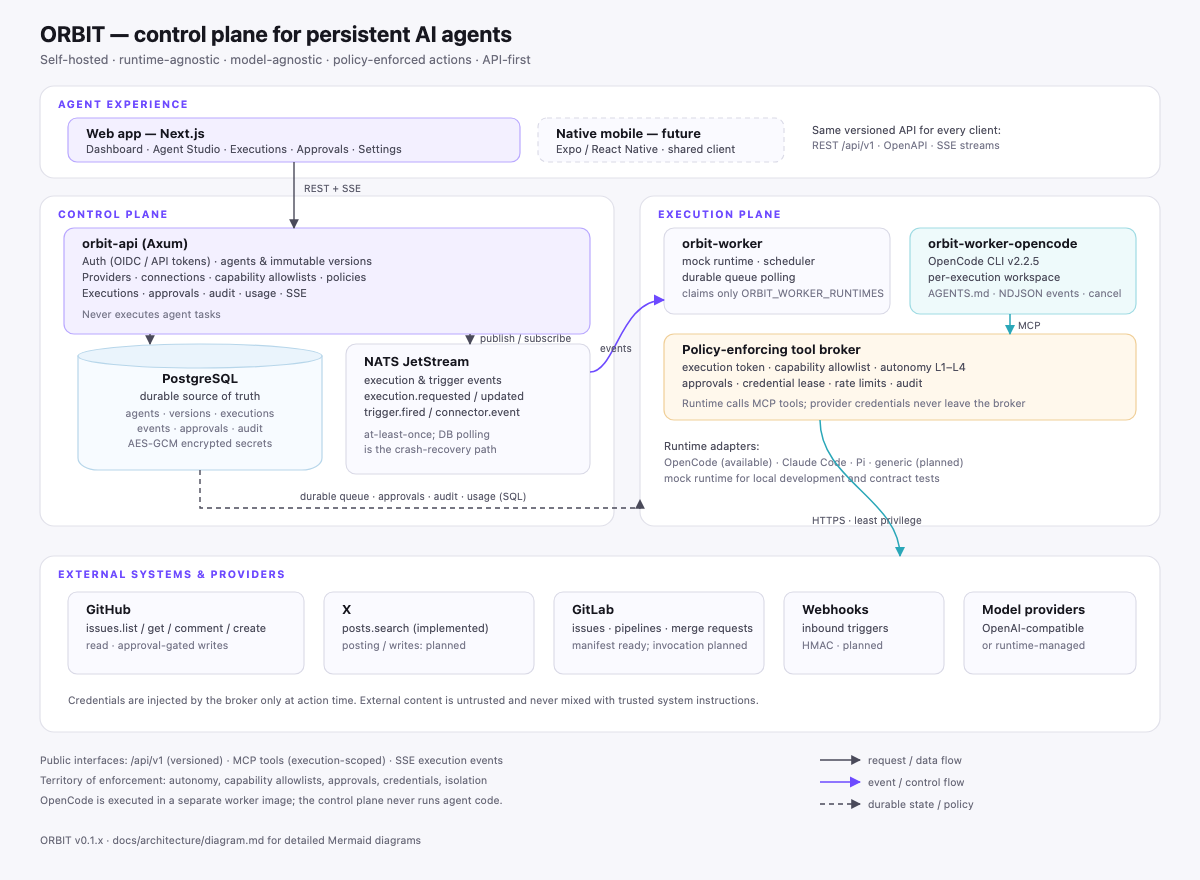 ORBIT — control plane for persistent AI agents
Self-hosted · runtime-agnostic · model-agnostic · policy-enforced actions · API-first
AGENT EXPERIENCE
Web app — Next.js
Dashboard · Agent Studio · Executions · Approvals · Settings
Native mobile — future
Expo / React Native · shared client
Same versioned API for every client:
REST /api/v1 · OpenAPI · SSE streams
REST + SSE
CONTROL PLANE
orbit-api (Axum)
Auth (OIDC / API tokens) · agents & immutable versions
Providers · connections · capability allowlists · policies
Executions · approvals · audit · usage · SSE
Never executes agent tasks
publish / subscribe
events
PostgreSQL
durable source of truth
agents · versions · executions
events · approvals · audit
AES-GCM encrypted secrets
NATS JetStream
execution & trigger events
execution.requested / updated
trigger.fired / connector.event
at-least-once; DB polling
is the crash-recovery path
durable queue · approvals · audit · usage (SQL)
EXECUTION PLANE
orbit-worker
mock runtime · scheduler
durable queue polling
claims only ORBIT_WORKER_RUNTIMES
orbit-worker-opencode
OpenCode CLI v2.2.5
per-execution workspace
AGENTS.md · NDJSON events · cancel
MCP
Policy-enforcing tool broker
execution token · capability allowlist · autonomy L1–L4
approvals · credential lease · rate limits · audit
Runtime calls MCP tools; provider credentials never leave the broker
Runtime adapters:
OpenCode (available) · Claude Code · Pi · generic (planned)
mock runtime for local development and contract tests
HTTPS · least privilege
EXTERNAL SYSTEMS & PROVIDERS
GitHub
issues.list / get / comment / create
read · approval-gated writes
X
posts.search (implemented)
posting / writes: planned
GitLab
issues · pipelines · merge requests
manifest ready; invocation planned
Webhooks
inbound triggers
HMAC · planned
Model providers
OpenAI-compatible
or runtime-managed
Credentials are injected by the broker only at action time. External content is untrusted and never mixed with trusted system instructions.
Public interfaces: /api/v1 (versioned) · MCP tools (execution-scoped) · SSE execution events
Territory of enforcement: autonomy, capability allowlists, approvals, credentials, isolation
OpenCode is executed in a separate worker image; the control plane never runs agent code.
request / data flow
event / control flow
durable state / policy
ORBIT v0.1.x · docs/architecture/diagram.md for detailed Mermaid diagrams